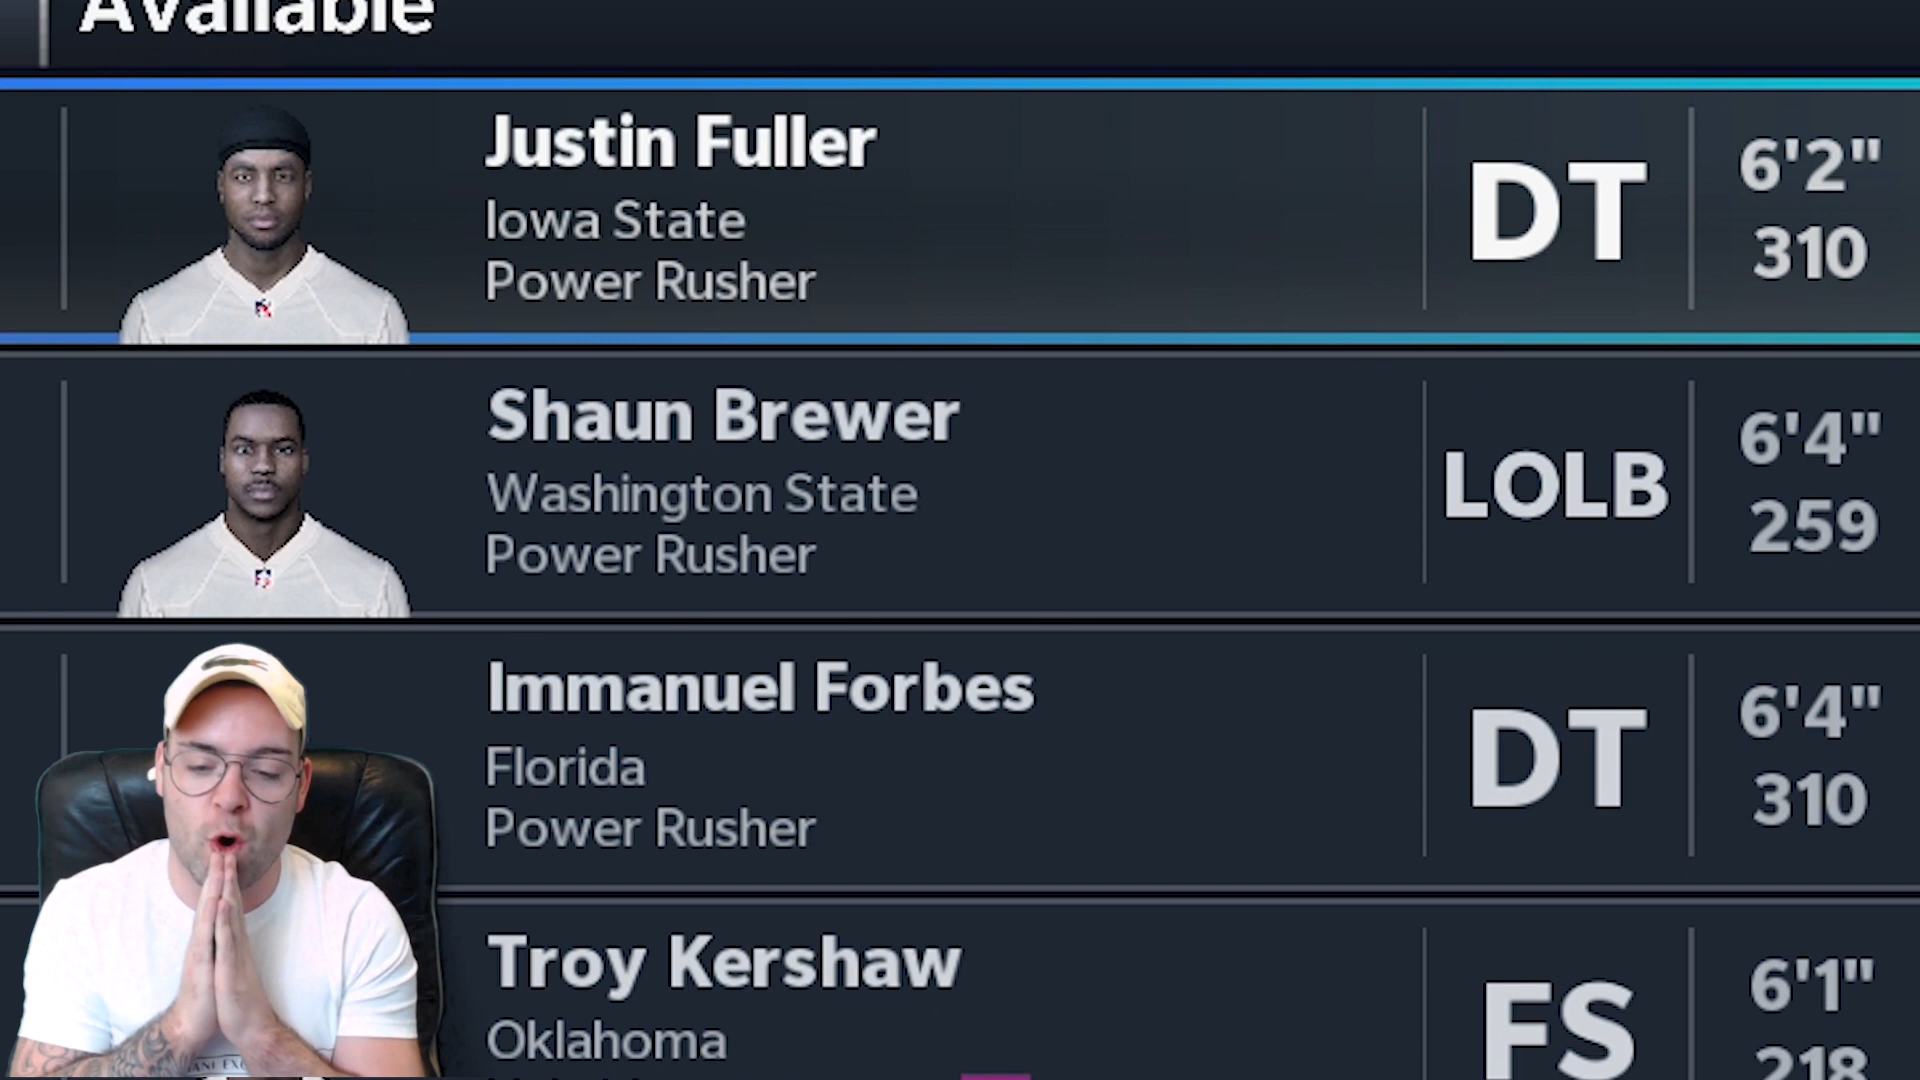 Available
Justin Fuller
Iowa State
Power Rusher
DT
6'2"
310
Shaun Brewer
Washington State
Power Rusher
LOLB
6'4"
259
Immanuel Forbes
Florida
Power Rusher
DT
6'4"
310
Troy Kershaw
Oklahoma
FS
6'1"
218